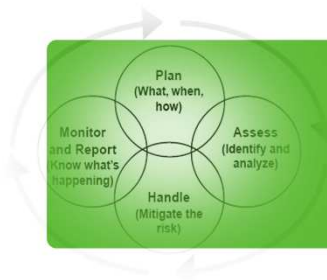 Plan
(What, when,
how)
Monitor
and Report
(Know what's
happening)
Assess
(Identify and
analyze)
Handle
(Mitigate the
risk)